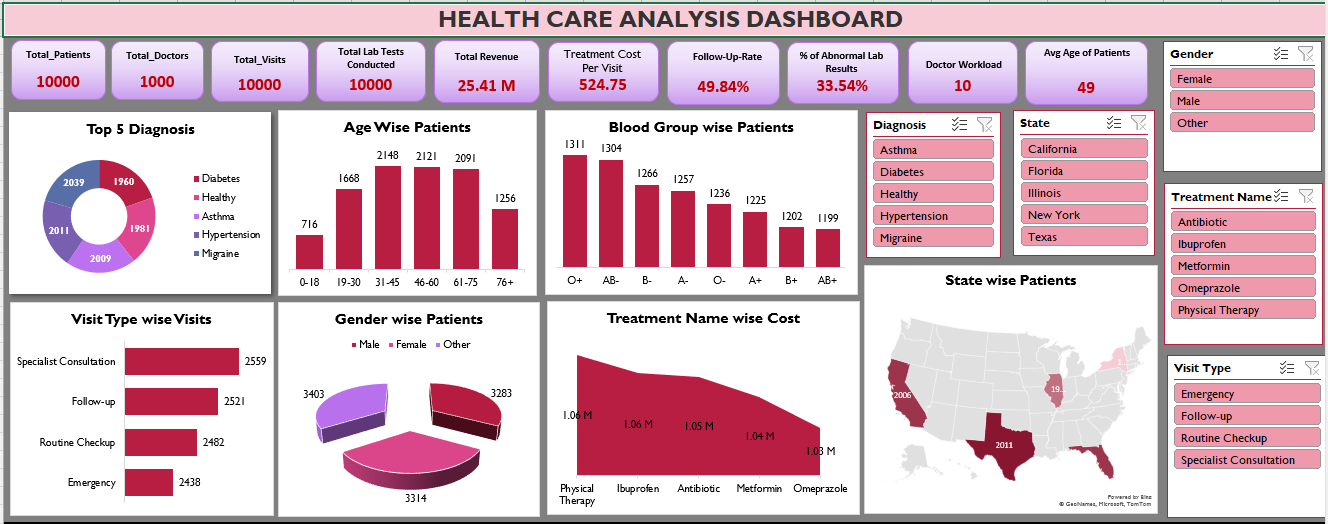 HEALTH CARE ANALYSIS DASHBOARD
Total_Patients
10000
Total_Doctors
1000
Total_Visits
10000
Total Lab Tests
Conducted
10000
Total Revenue
25.41 M
Treatment Cost
Per Visit
524.75
Follow-Up-Rate
49.84%
% of Abnormal Lab
Results
33.54%
Doctor Workload
10
Avg Age of Patients
49
Gender
Female
Male
Other
Top 5 Diagnosis
2039
1960
2011
1981
2009
Diabetes
Healthy
Asthma
Hypertension
Migraine
Age Wise Patients
716
1668
2148
2121
2091
1256
0-18
19-30
31-45
46-60
61-75
76+
Blood Group wise Patients
1311
1304
1266
1257
1236
1225
1202
1199
O+
AB-
B-
A-
O-
A+
B+
AB+
Diagnosis
Asthma
Diabetes
Healthy
Hypertension
Migraine
State
California
Florida
Illinois
New York
Texas
Treatment Name
Antibiotic
Ibuprofen
Metformin
Omeprazole
Physical Therapy
Visit Type wise Visits
Specialist Consultation
2559
Follow-up
2521
Routine Checkup
2482
Emergency
2438
Gender wise Patients
Male
Female
Other
3403
3283
3314
Treatment Name wise Cost
1.06 M
1.06 M
1.05 M
1.04 M
1.03 M
Physical
Therapy
Ibuprofen
Antibiotic
Metformin
Omeprazole
State wise Patients
2006
19..
2011
Powered by Bing
© GeoNames, Microsoft, TomTom
Visit Type
Emergency
Follow-up
Routine Checkup
Specialist Consultation